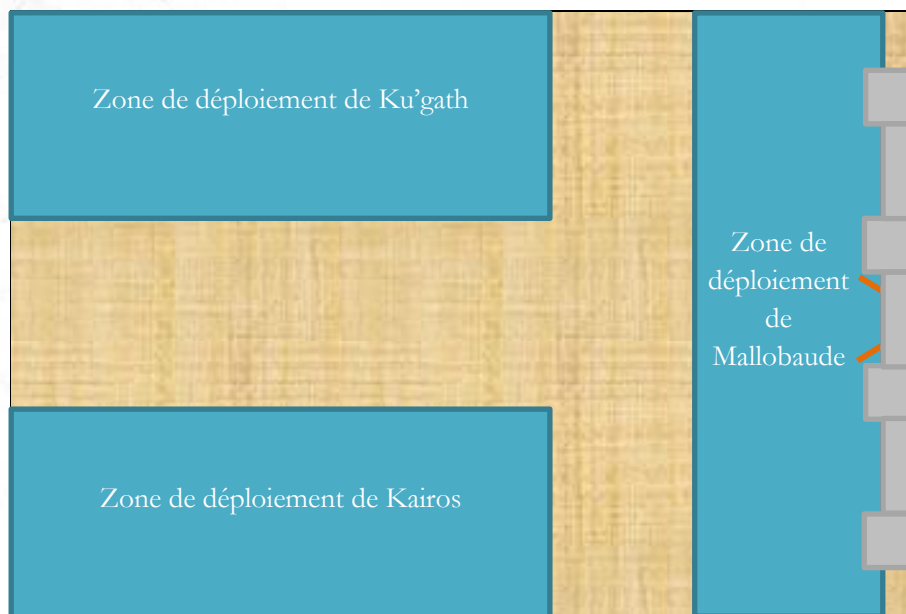 Zone de déploiement de Ku’gath
Zone de
déploiement
de
Mallobaude
Zone de déploiement de Kairos